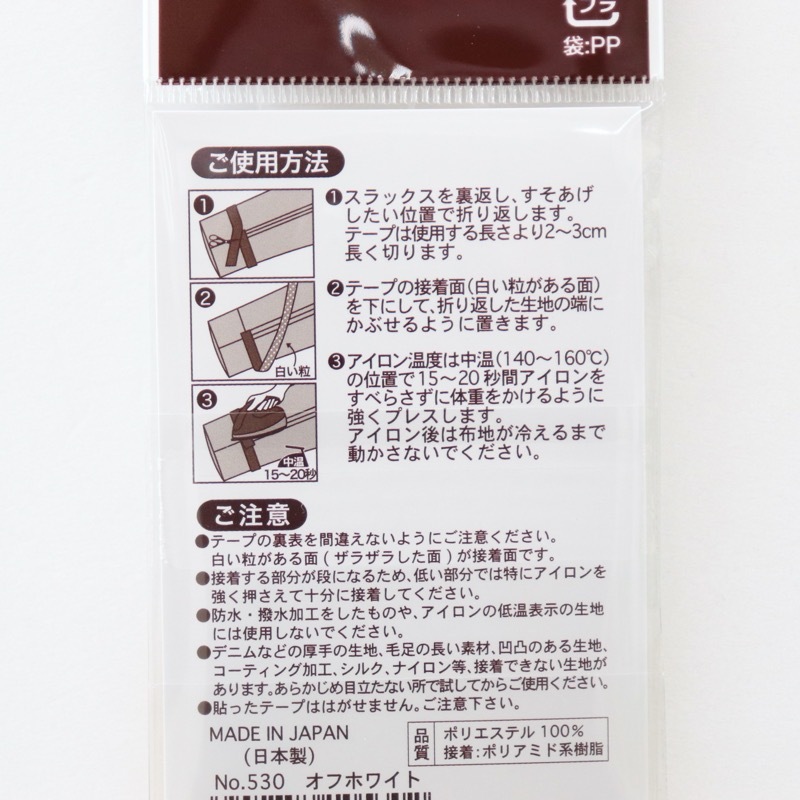 プラ
袋:PP
ご使用方法
❶スラックスを裏返し、すそあげ
したい位置で折り返します。
テープは使用する長さより2〜3cm
長く切ります。
❷テープの接着面(白い粒がある面)
を下にして、折り返した生地の端に
かぶせるように置きます。
❸アイロン温度は中温(140〜160℃)
の位置で15〜20秒間アイロンを
すべらさずに体重をかけるように
強くプレスします。
アイロン後は布地が冷えるまで
動かさないでください。
❶
❷
白い粒
❸
中温
15〜20秒
ご注意
●テープの裏表を間違えないようにご注意ください。
白い粒がある面(ザラザラした面)が接着面です。
●接着する部分が段になるため、低い部分では特にアイロンを
強く押さえて十分に接着してください。
●防水・撥水加工をしたものや、アイロンの低温表示の生地
には使用しないでください。
●デニムなどの厚手の生地、毛足の長い素材、凹凸のある生地、
コーティング加工、シルク、ナイロン等、接着できない生地が
あります。あらかじめ目立たない所で試してからご使用ください。
●貼ったテープははがせません。ご注意下さい。
MADE IN JAPAN
(日本製)
品質
ポリエステル 100%
接着:ポリアミド系樹脂
No.530 オフホワイト